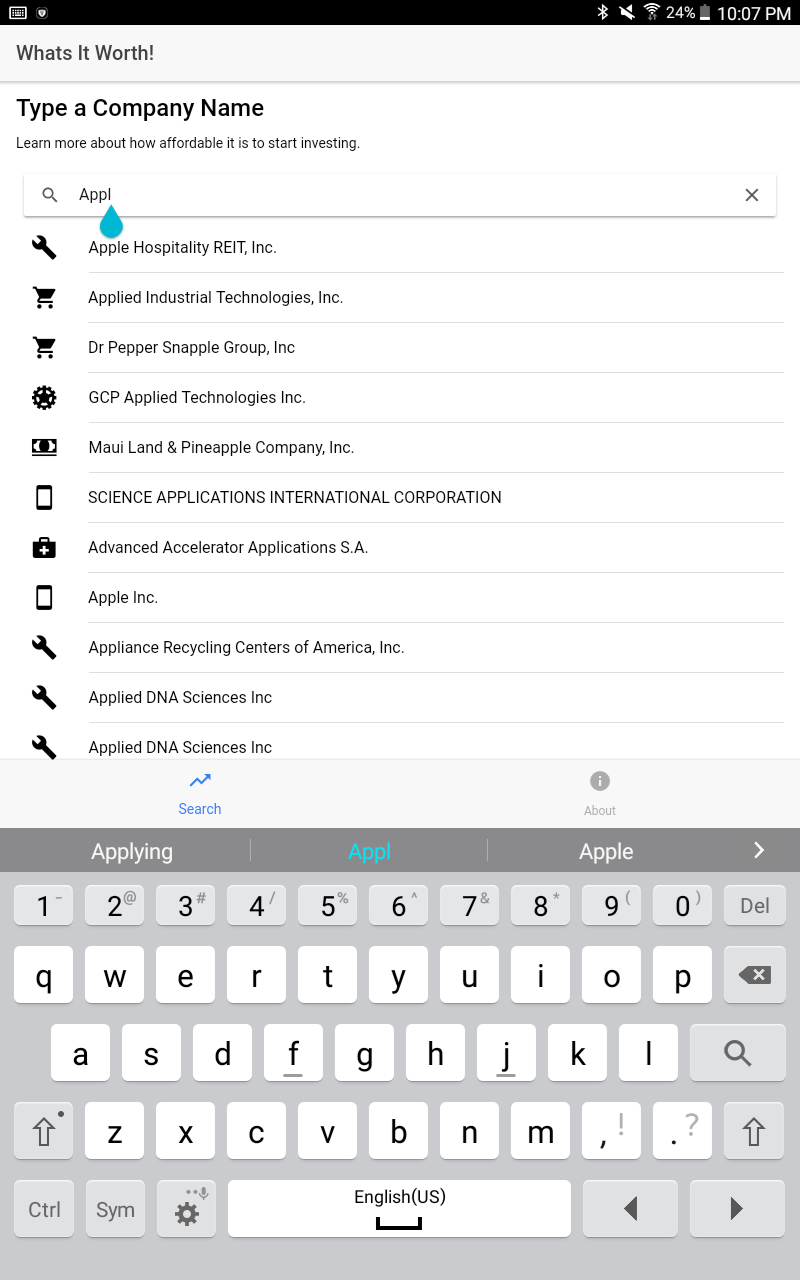 24% 10:07 PM
Whats It Worth!
Type a Company Name
Learn more about how affordable it is to start investing.
Appl
Apple Hospitality REIT, Inc.
Applied Industrial Technologies, Inc.
Dr Pepper Snapple Group, Inc
GCP Applied Technologies Inc.
Maui Land & Pineapple Company, Inc.
SCIENCE APPLICATIONS INTERNATIONAL CORPORATION
Advanced Accelerator Applications S.A.
Apple Inc.
Appliance Recycling Centers of America, Inc.
Applied DNA Sciences Inc
Applied DNA Sciences Inc
Search About
Applying Appl Apple
1 - 2 @ 3 # 4 / 5 % 6 ^ 7 & 8 * 9 ( 0 ) Del
q w e r t y u i o p
a s d f g h j k l
z x c v b n m , ! . ?
Ctrl Sym English(US)